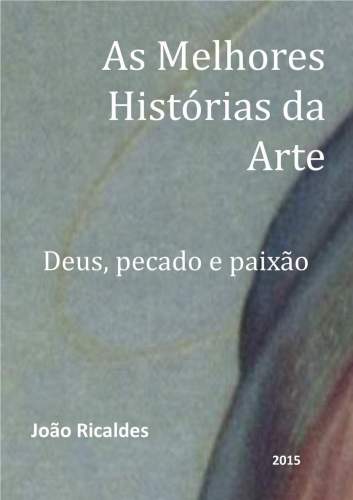 As Melhores
Histórias da
Arte
Deus, pecado e paixão
João Ricaldes
2015